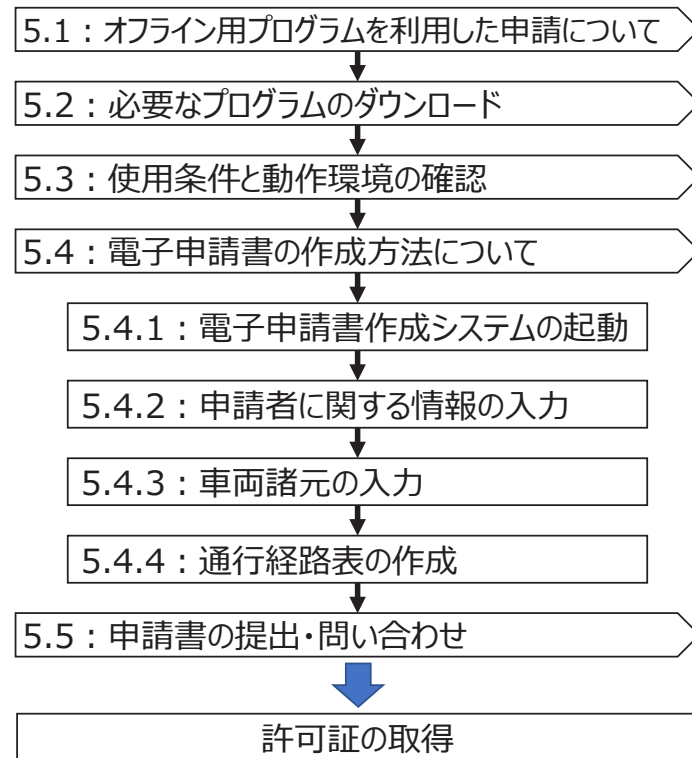 5.1：オフライン用プログラムを利用した申請について
5.2：必要なプログラムのダウンロード
5.3：使用条件と動作環境の確認
5.4：電子申請書の作成方法について
5.4.1：電子申請書作成システムの起動
5.4.2：申請者に関する情報の入力
5.4.3：車両諸元の入力
5.4.4：通行経路表の作成
5.5：申請書の提出・問い合わせ
許可証の取得